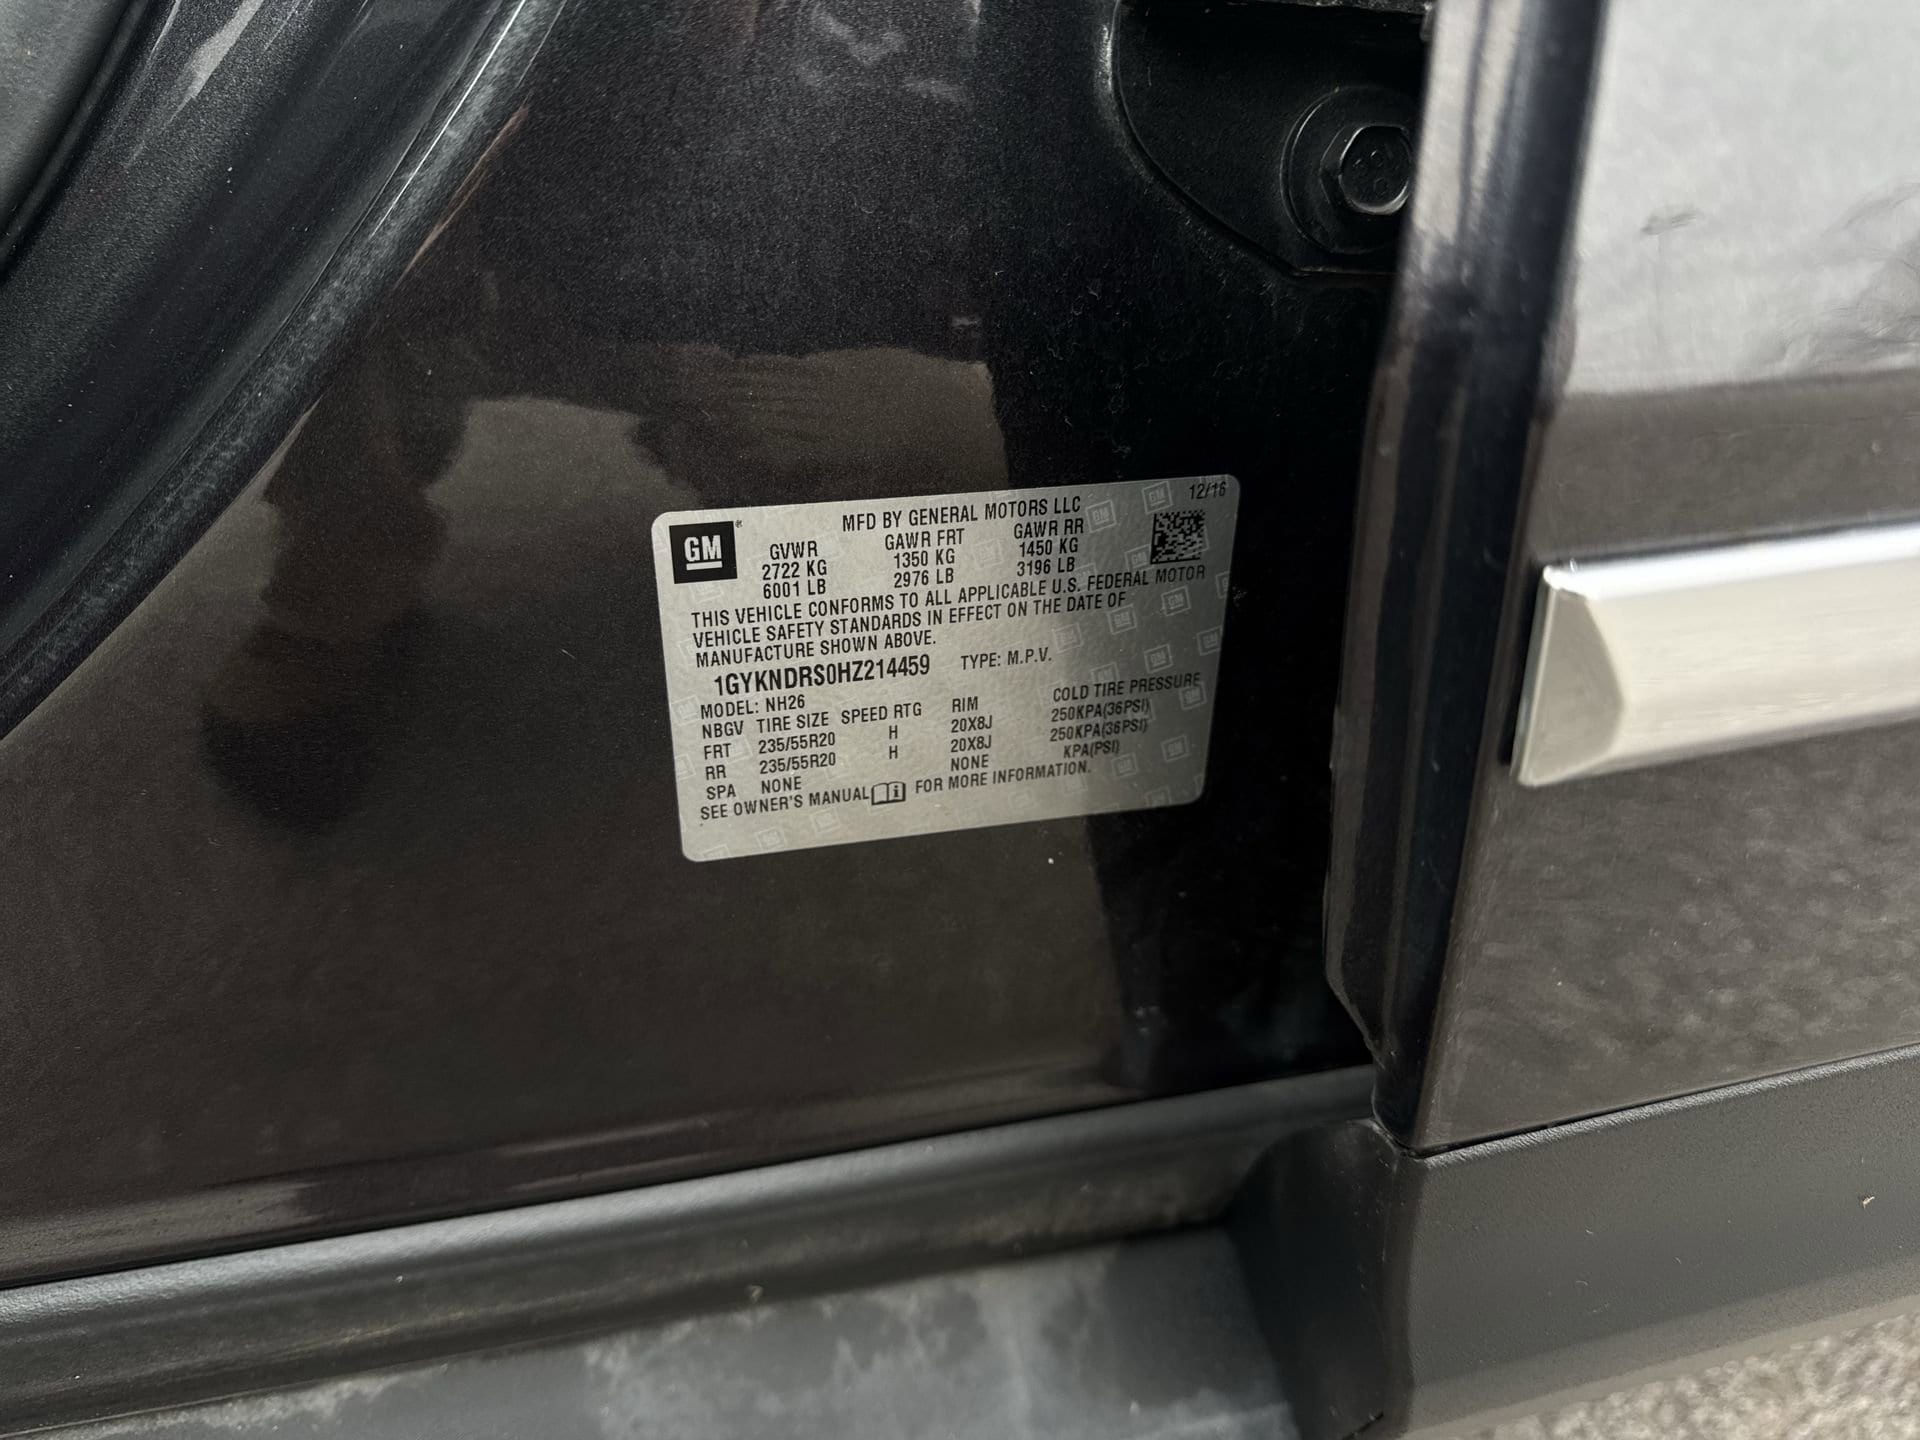 12/16
MFD BY GENERAL MOTORS LLC
GM
GVWR GAWR FRT GAWR RR
2722 KG 1350 KG 1450 KG
6001 LB 2976 LB 3196 LB
THIS VEHICLE CONFORMS TO ALL APPLICABLE U.S. FEDERAL MOTOR
VEHICLE SAFETY STANDARDS IN EFFECT ON THE DATE OF
MANUFACTURE SHOWN ABOVE.
1GYKNDRS0HZ214459 TYPE: M.P.V.
MODEL: NH26
NBGV TIRE SIZE SPEED RTG RIM COLD TIRE PRESSURE
FRT 235/55R20 H 20X8J 250KPA(36PSI)
RR 235/55R20 H 20X8J 250KPA(36PSI)
SPA NONE NONE KPA(PSI)
SEE OWNER'S MANUAL FOR MORE INFORMATION.